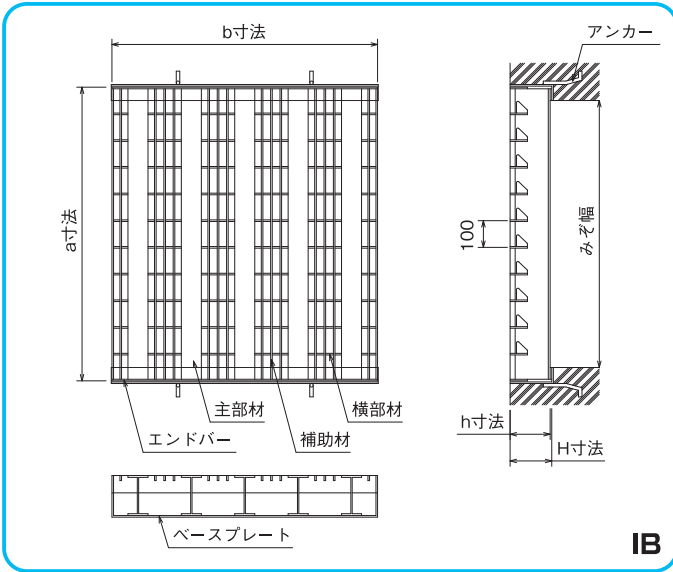 b寸法
アンカー
a寸法
100
みぞ幅
主部材
横部材
エンドバー
補助材
h寸法
H寸法
ベースプレート
IB